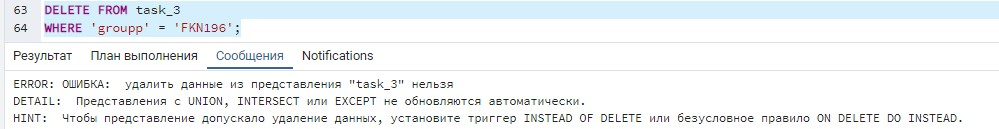 63 DELETE FROM task_3
64 WHERE 'groupp' = 'FKN196';
Результат План выполнения Сообщения Notifications
ERROR: ОШИБКА:  удалить данные из представления "task_3" нельзя
DETAIL:  Представления с UNION, INTERSECT или EXCEPT не обновляются автоматически.
HINT:  Чтобы представление допускало удаление данных, установите триггер INSTEAD OF DELETE или безусловное правило ON DELETE DO INSTEAD.